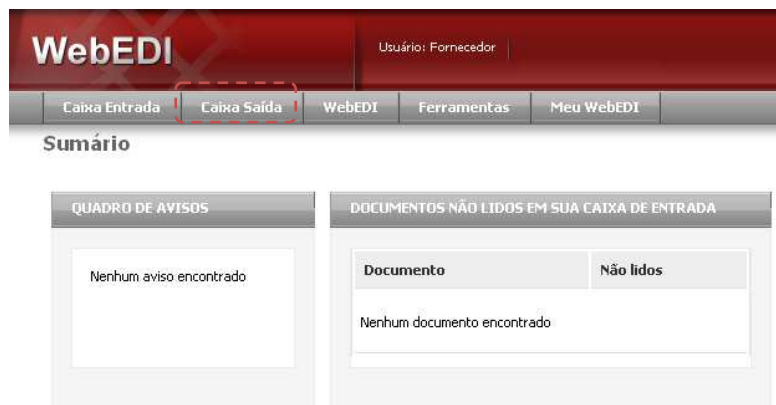 WebEDI
Usuário: Fornecedor
Caixa Entrada Caixa Saída WebEDI Ferramentas Meu WebEDI
Sumário
QUADRO DE AVISOS
DOCUMENTOS NÃO LIDOS EM SUA CAIXA DE ENTRADA
Nenhum aviso encontrado
Documento Não lidos
Nenhum documento encontrado